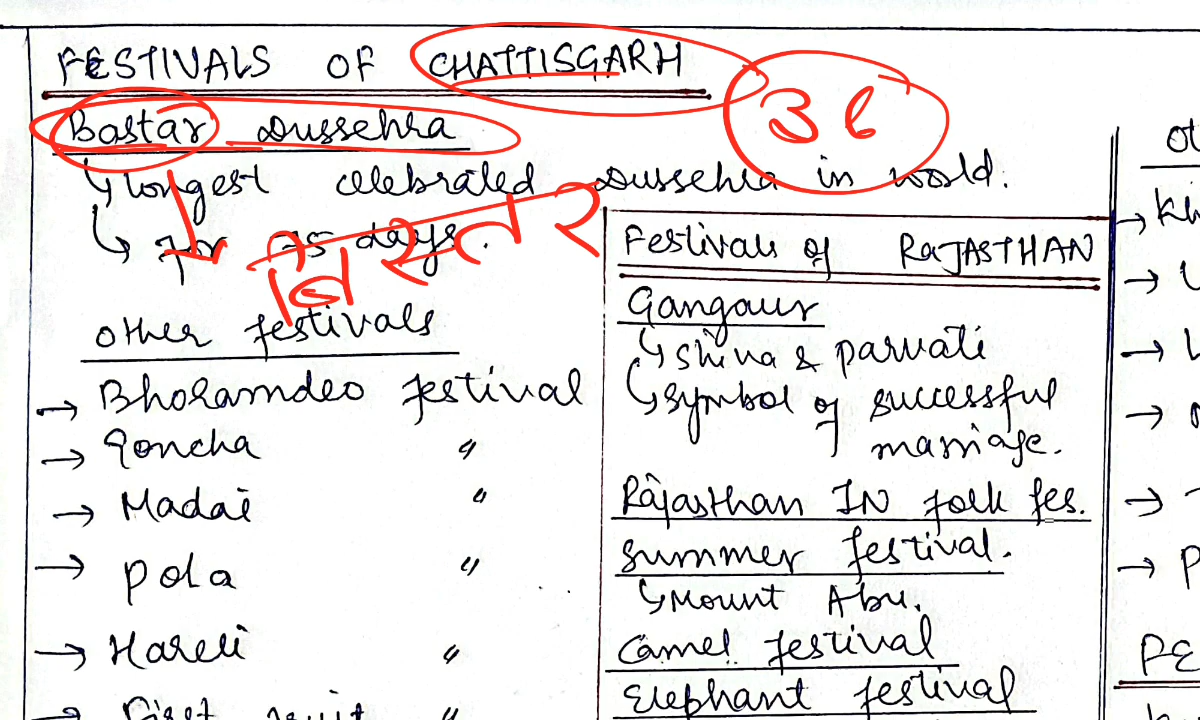 FESTIVALS OF CHATTISGARH
36
Bastar Dussehra
↳ longest celebrated Dussehra in world.
↳ for 75 days.
Other festivals
→ Bhoramdeo festival
→ Goncha "
→ Madai "
→ Pola "
→ Hareli "
→ First fruit "
Festivals of RAJASTHAN
Gangaur
↳ Shiva & parvati
↳ symbol of successful
marriage.
Rajasthan IN folk fes.
Summer festival.
↳ Mount Abu.
Camel festival
Elephant festival